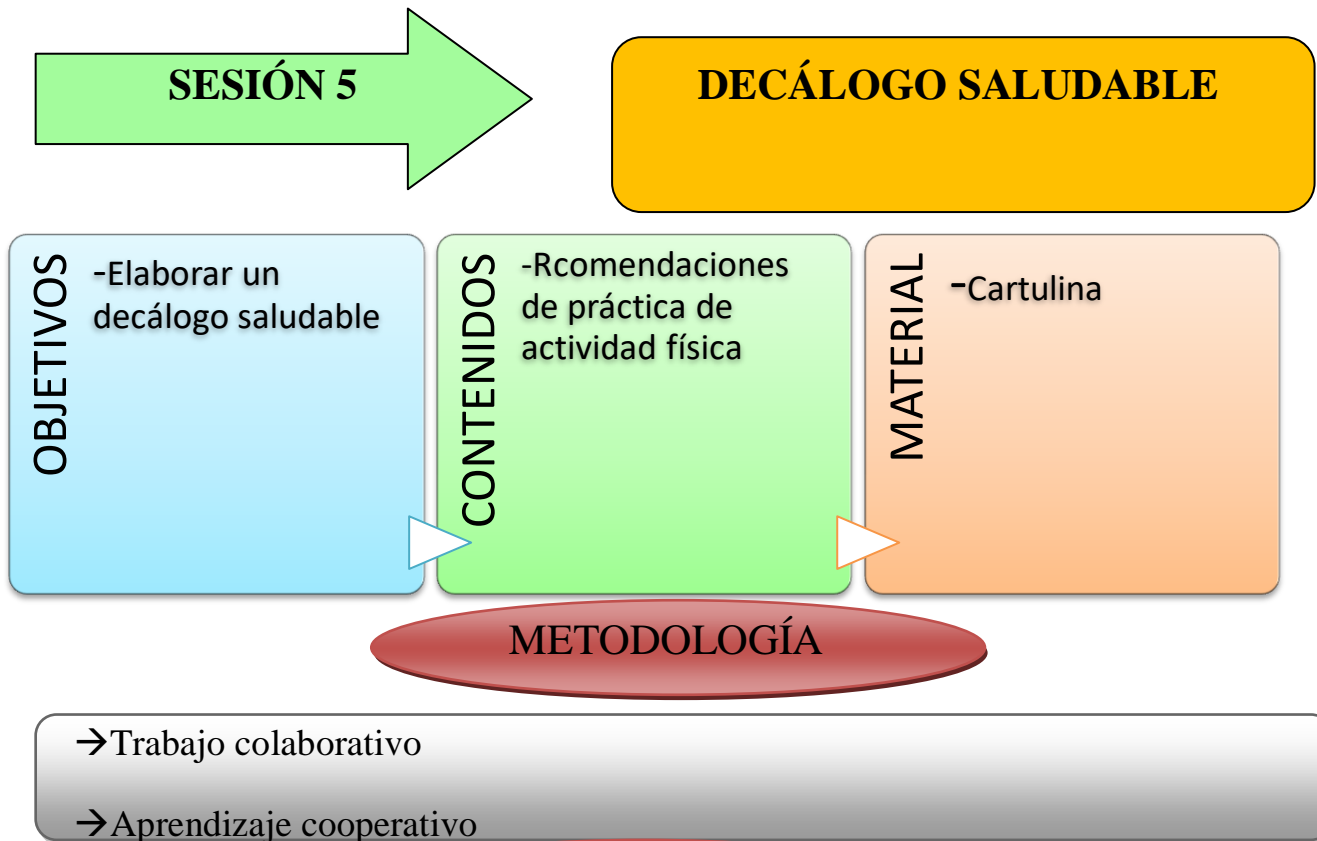 SESIÓN 5
DECÁLOGO SALUDABLE
OBJETIVOS
-Elaborar un
decálogo saludable
CONTENIDOS
-Rcomendaciones
de práctica de
actividad física
MATERIAL
-Cartulina
METODOLOGÍA
→Trabajo colaborativo
→Aprendizaje cooperativo